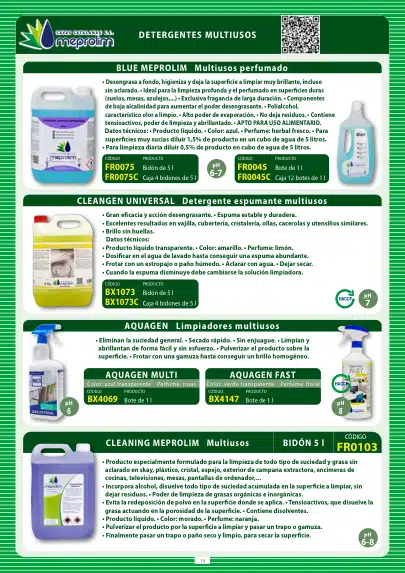 CAVAS CATALANAS S.L.
meprolim
DETERGENTES MULTIUSOS
BLUE MEPROLIM Multiusos perfumado
• Desengrasa a fondo, higieniza y deja la superficie a limpiar muy brillante, incluso
sin aclarado. • Ideal para la limpieza profunda y el perfumado en superficies duras
(suelos, mesas, azulejos,...) • Exclusiva fragancia de larga duración. • Componentes
de baja alcalinidad para aumentar el poder desengrasante. • Polialcohol,
característico olor a limpio. • Alto poder de evaporación. • No deja residuos. • Contiene
tensioactivos, poder de limpieza y abrillantado. • APTO PARA USO ALIMENTARIO.
Datos técnicos: • Producto líquido. • Color: azul. • Perfume: herbal fresco. • Para
superficies muy sucias diluir 1,5% de producto en un cubo de agua de 5 litros.
• Para limpieza diaria diluir 0,5% de producto en cubo de agua de 5 litros.
CÓDIGO PRODUCTO
FR0075 Bidón de 5 l
FR0075C Caja 4 bidones de 5 l
pH
6-7
CÓDIGO PRODUCTO
FR0045 Bote de 1 l
FR0045C Caja 12 botes de 1 l
CLEANGEN UNIVERSAL Detergente espumante multiusos
• Gran eficacia y acción desengrasante. • Espuma estable y duradera.
• Excelentes resultados en vajilla, cubertería, cristalería, ollas, cacerolas y utensilios similares.
• Brillo sin huellas.
Datos técnicos:
• Producto líquido transparente. • Color: amarillo. • Perfume: limón.
• Dosificar en el agua de lavado hasta conseguir una espuma abundante.
• Frotar con un estropajo o paño húmedo. • Aclarar con agua. • Dejar secar.
• Cuando la espuma disminuye debe cambiarse la solución limpiadora.
CÓDIGO PRODUCTO
BX1073 Bidón de 5 l
BX1073C Caja 4 bidones de 5 l
HACCP
pH
7
AQUAGEN Limpiadores multiusos
• Eliminan la suciedad general. • Secado rápido. • Sin enjuague. • Limpian y
abrillantan de forma fácil y sin esfuerzo. • Pulverizar el producto sobre la
superficie. • Frotar con una gamuza hasta conseguir un brillo homogéneo.
AQUAGEN MULTI
Color: azul transparente Perfume: rosas
CÓDIGO PRODUCTO
BX4069 Bote de 1 l
pH
6
AQUAGEN FAST
Color: verde transparente Perfume: floral
CÓDIGO PRODUCTO
BX4147 Bote de 1 l
HACCP
pH
8
CLEANING MEPROLIM Multiusos BIDÓN 5 l
CÓDIGO
FR0103
• Producto especialmente formulado para la limpieza de todo tipo de suciedad y grasa sin
aclarado en skay, plástico, cristal, espejo, exterior de campana extractora, encimeras de
cocinas, televisiones, mesas, pantallas de ordenador,...
• Incorpora alcohol, disuelve todo tipo de suciedad acumulada en la superficie a limpiar, sin
dejar residuos. • Poder de limpieza de grasas orgánicas e inorgánicas.
• Evita la redeposición de polvo en la superficie donde se aplica. • Tensioactivos, que disuelve la
grasa actuando en la porosidad de la superficie. • Contiene disolventes.
• Producto líquido. • Color: morado. • Perfume: naranja.
• Pulverizar el producto por la superficie a limpiar y pasar un trapo o gamuza.
• Finalmente pasar un trapo o paño seco y limpio, para secar la superficie.
pH
6-8
14